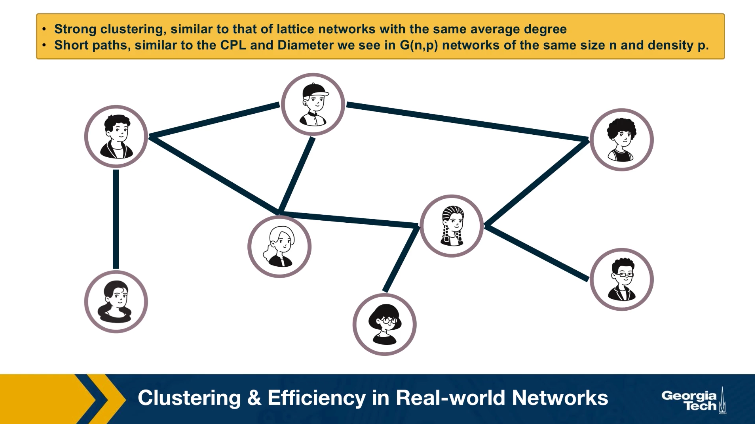 • Strong clustering, similar to that of lattice networks with the same average degree
• Short paths, similar to the CPL and Diameter we see in G(n,p) networks of the same size n and density p.
Clustering & Efficiency in Real-world Networks
Georgia
Tech